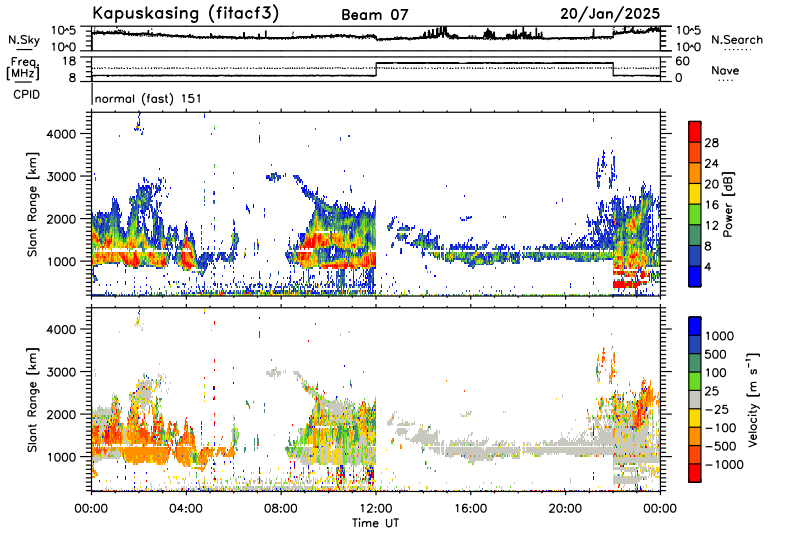 Kapuskasing (fitacf3) Beam 07 20/Jan/2025
N.Sky 10^5 10^0 10^5 10^0 N.Search
Freq. [MHz] 18 8 60 0 Nave
CPID normal (fast) 151
Slant Range [km] 4000 3000 2000 1000
28 24 20 16 12 8 4 Power [dB]
Slant Range [km] 4000 3000 2000 1000
1000 500 100 25 −25 −100 −500 −1000 Velocity [m s⁻¹]
00:00 04:00 08:00 12:00 16:00 20:00 00:00
Time UT